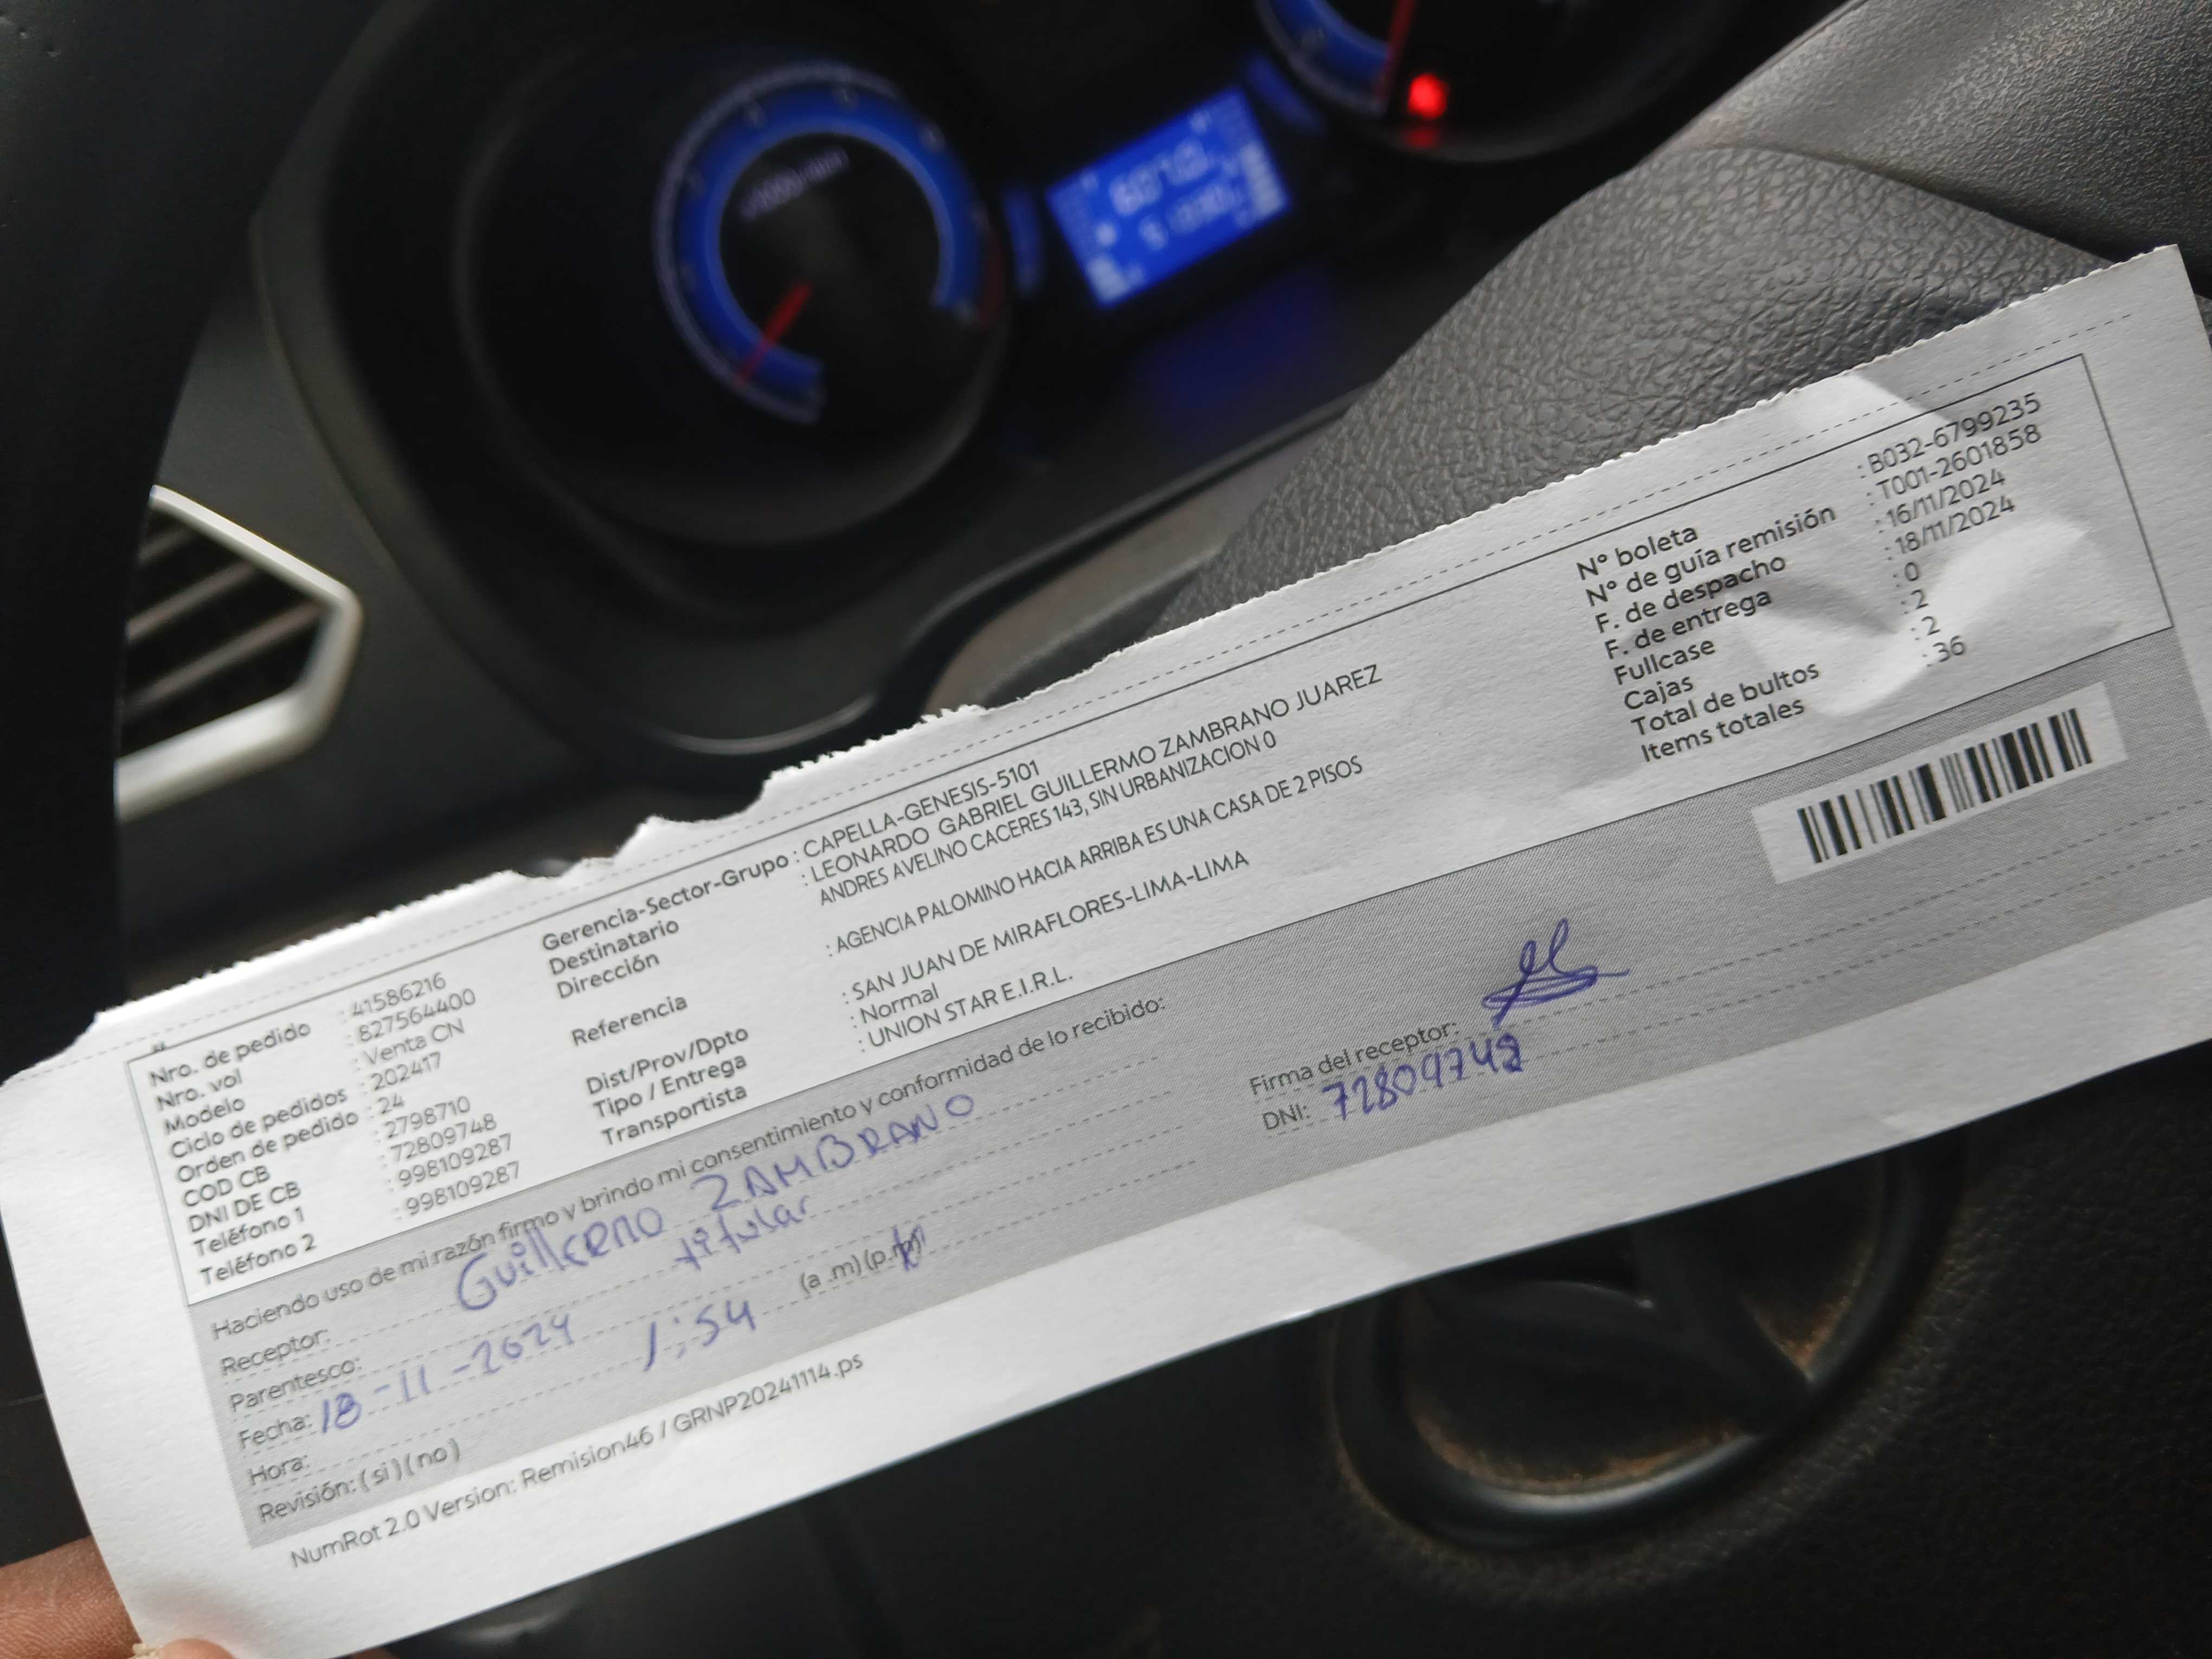 Nro. de pedido : 41586216
Nro. vol : 827564400
Modelo : Venta CN
Ciclo de pedidos : 202417
Orden de pedido : 24
COD CB : 2798710
DNI DE CB : 72809748
Teléfono 1 : 998109287
Teléfono 2 : 998109287
Gerencia-Sector-Grupo : CAPELLA-GENESIS-5101
Destinatario : LEONARDO GABRIEL GUILLERMO ZAMBRANO JUAREZ
Dirección ANDRES AVELINO CACERES 143, SIN URBANIZACION 0
Referencia : AGENCIA PALOMINO HACIA ARRIBA ES UNA CASA DE 2 PISOS
Dist/Prov/Dpto : SAN JUAN DE MIRAFLORES-LIMA-LIMA
Tipo / Entrega : Normal
Transportista : UNION STAR E.I.R.L.
N° boleta : B032-6799235
N° de guía remisión : T001-2601858
F. de despacho : 16/11/2024
F. de entrega : 18/11/2024
Fullcase : 0
Cajas : 2
Total de bultos : 2
Items totales : 36
Haciendo uso de mi razón firmo y brindo mi consentimiento y conformidad de lo recibido:
Receptor: Guillermo ZAMBRANO
Parentesco: titular
Fecha: 18-11-2024
Hora: 1:54 (a .m) (p.m)
Revisión: ( si ) ( no )
Firma del receptor:
DNI: 72809748
NumRot 2.0 Version: Remision46 / GRNP20241114.ps